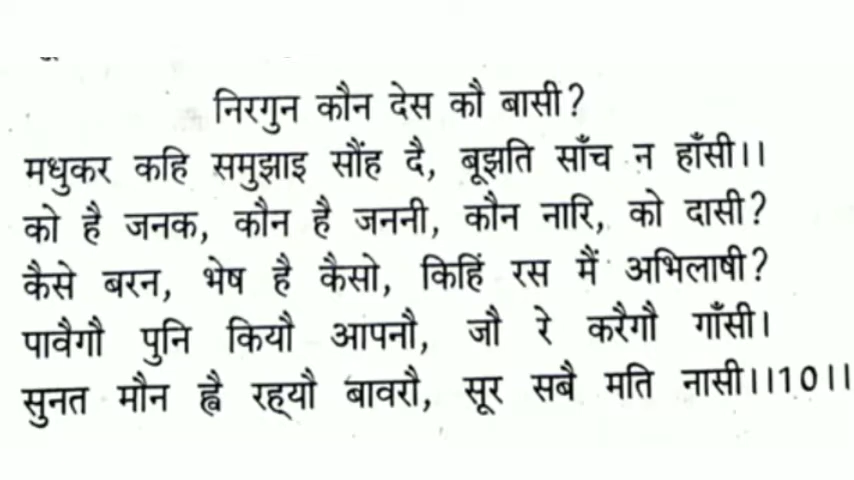 निरगुन कौन देस कौ बासी?
मधुकर कहि समुझाइ सौंह दै, बूझति साँच न हाँसी।।
को है जनक, कौन है जननी, कौन नारि, को दासी?
कैसे बरन, भेष है कैसो, किहिं रस मैं अभिलाषी?
पावैगौ पुनि कियौ आपनौ, जौ रे करैगौ गाँसी।
सुनत मौन ह्वै रह्यौ बावरौ, सूर सबै मति नासी।।10।।